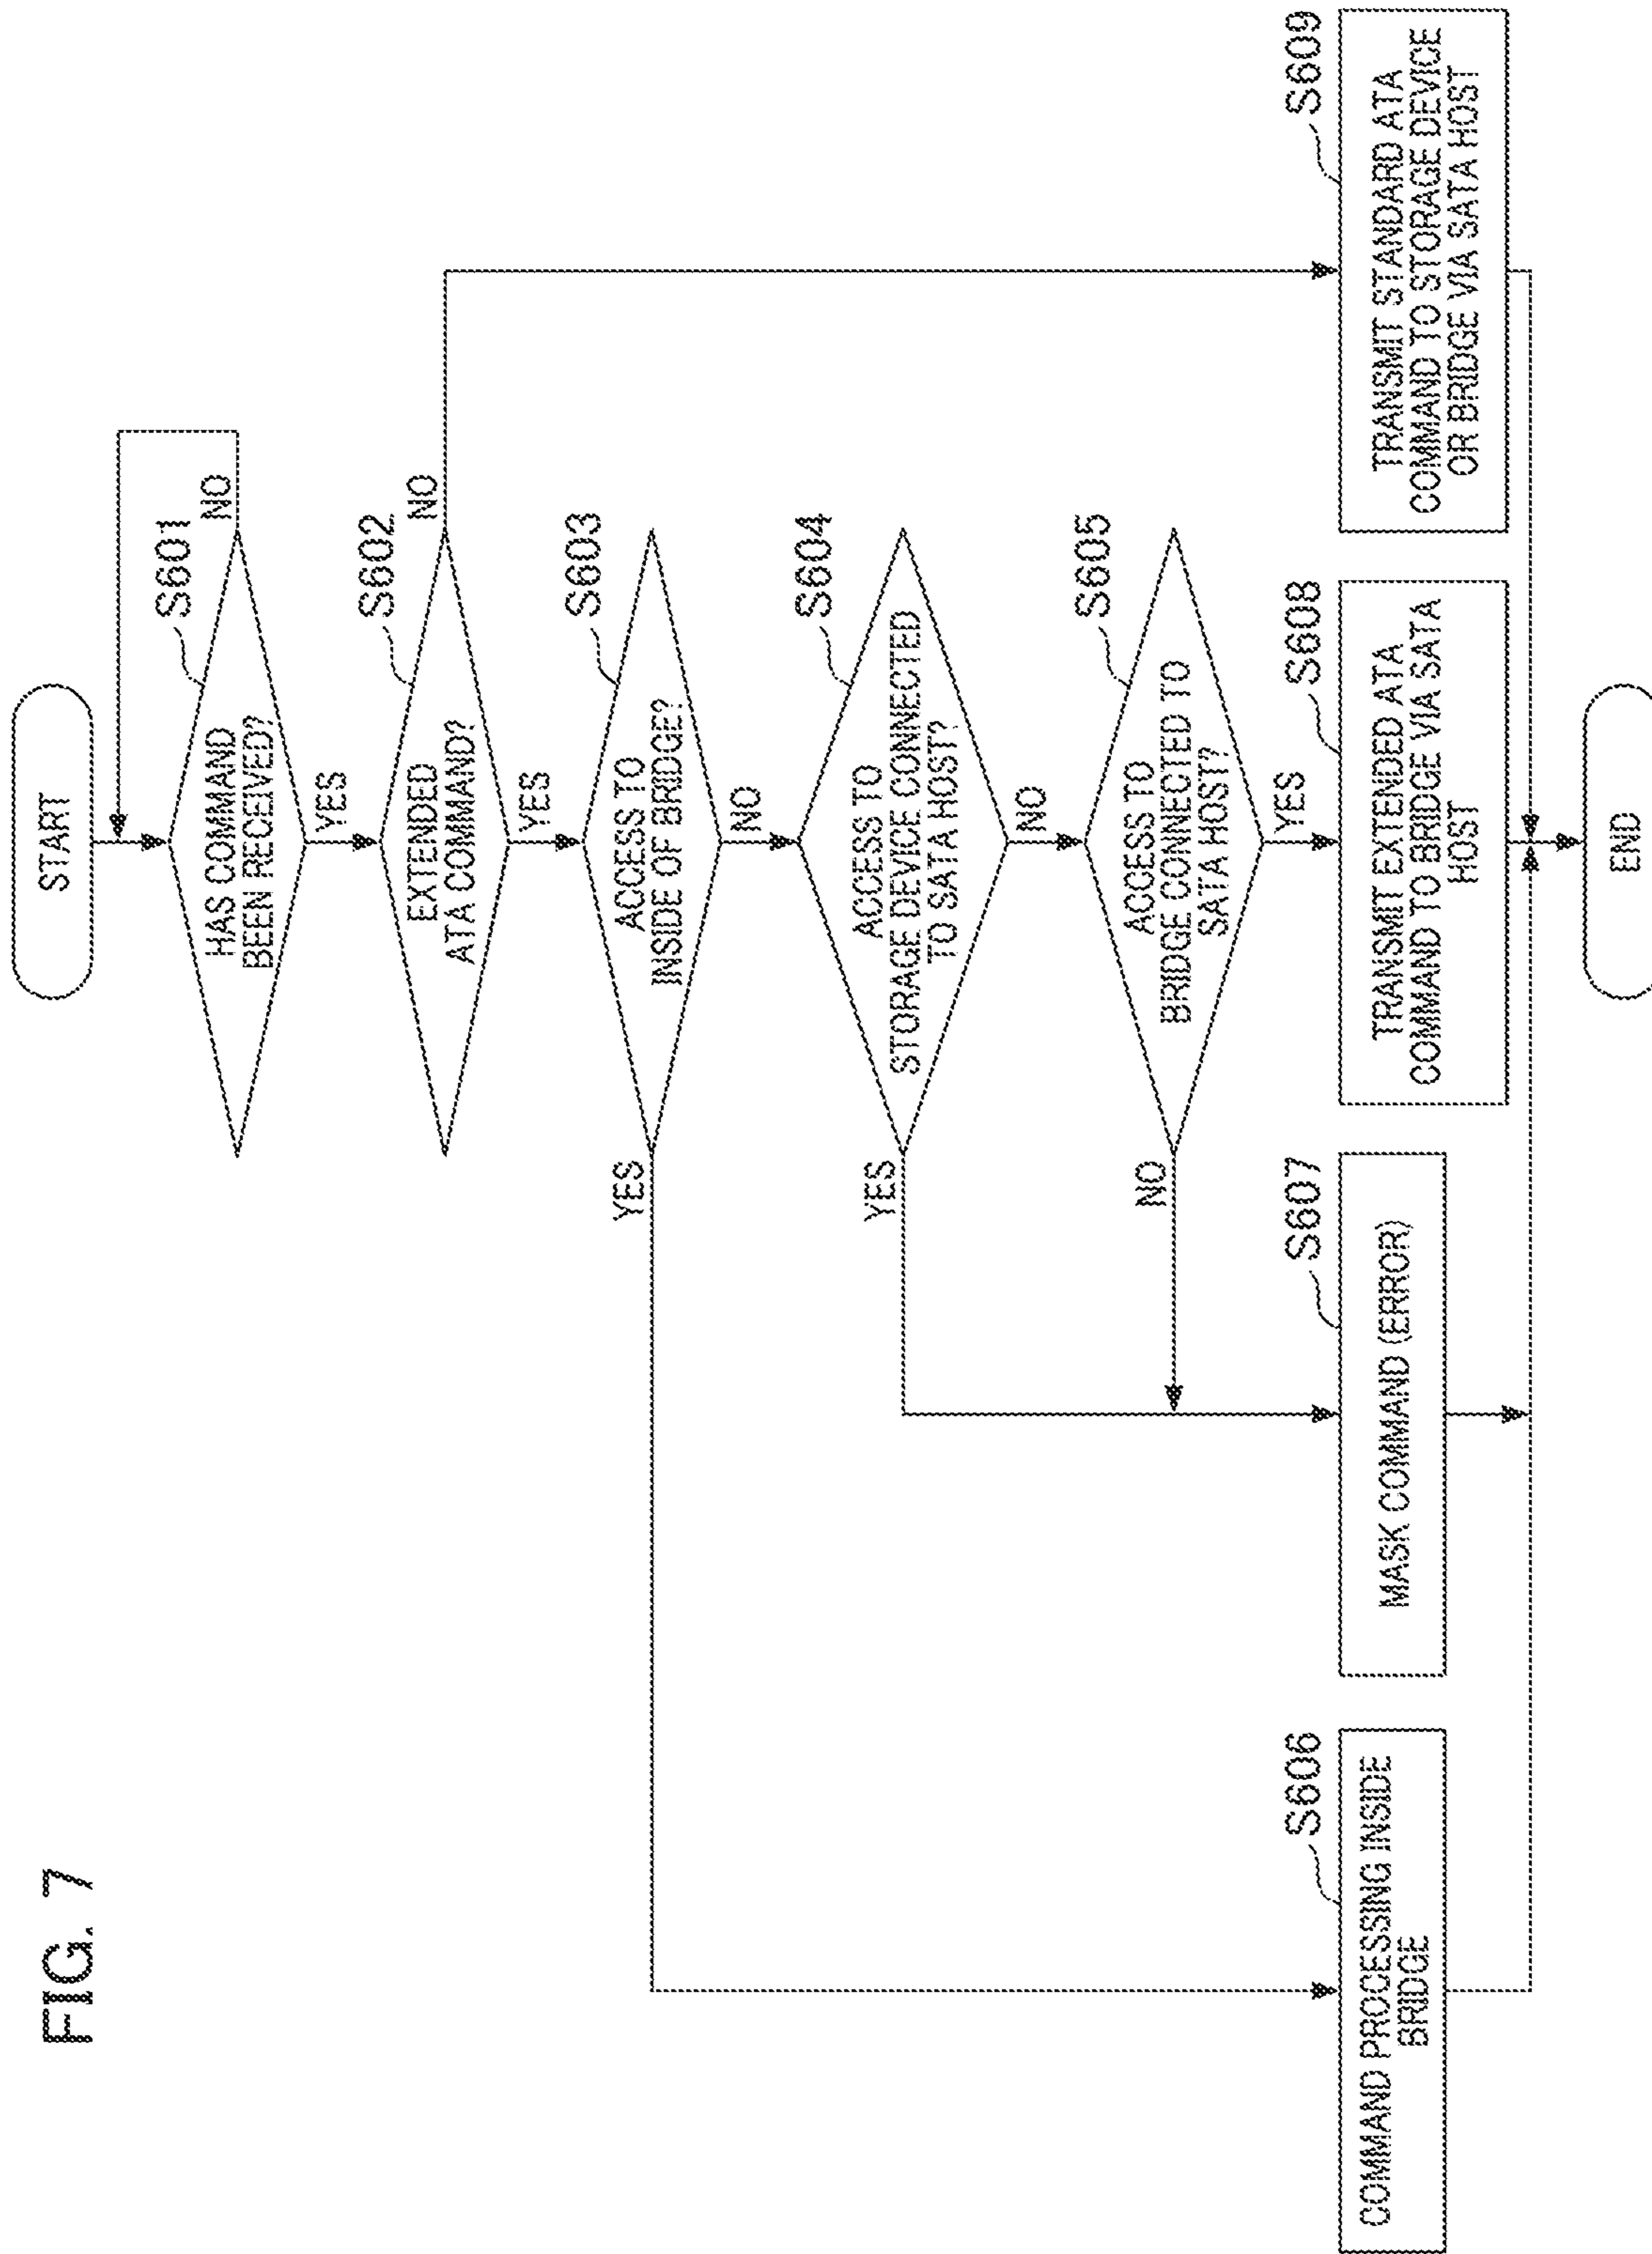 FIG. 7
START
S601
HAS COMMAND
BEEN RECEIVED?
NO
YES
S602
EXTENDED
ATA COMMAND?
NO
YES
S603
ACCESS TO
INSIDE OF BRIDGE?
YES
NO
S604
ACCESS TO
STORAGE DEVICE CONNECTED
TO SATA HOST?
YES
NO
S605
ACCESS TO
BRIDGE CONNECTED TO
SATA HOST?
NO
YES
S606
COMMAND PROCESSING INSIDE
BRIDGE
S607
MASK COMMAND (ERROR)
S608
TRANSMIT EXTENDED ATA
COMMAND TO BRIDGE VIA SATA
HOST
S609
TRANSMIT STANDARD ATA
COMMAND TO STORAGE DEVICE
OR BRIDGE VIA SATA HOST
END